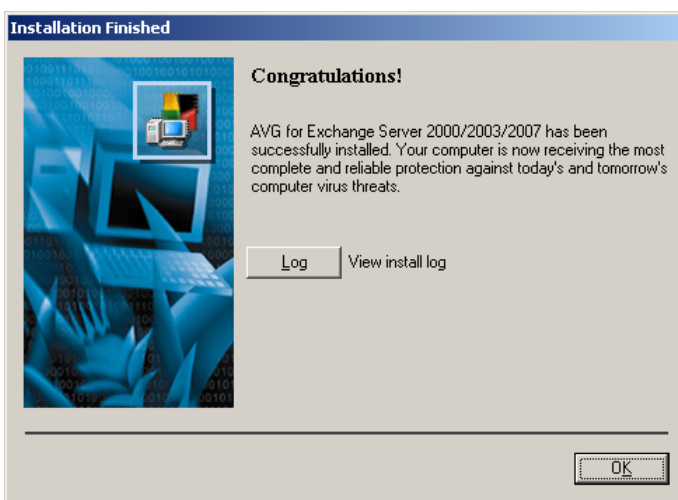 Installation Finished
Congratulations!
AVG for Exchange Server 2000/2003/2007 has been
successfully installed. Your computer is now receiving the most
complete and reliable protection against today's and tomorrow's
computer virus threats.
Log View install log
OK